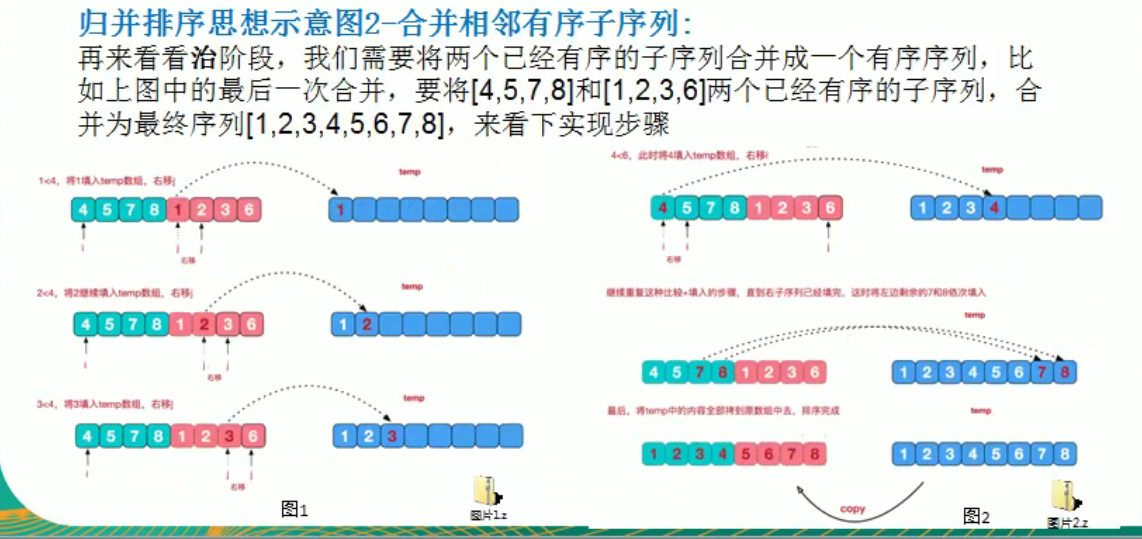 归并排序思想示意图2-合并相邻有序子序列:
再来看看治阶段，我们需要将两个已经有序的子序列合并成一个有序序列，比
如上图中的最后一次合并，要将[4,5,7,8]和[1,2,3,6]两个已经有序的子序列，合
并为最终序列[1,2,3,4,5,6,7,8]，来看下实现步骤
1<4，将1填入temp数组，右移j
temp
4 5 7 8 1 2 3 6
1
i j j
右移
2<4，将2继续填入temp数组，右移j
temp
4 5 7 8 1 2 3 6
1 2
i j j
右移
3<4，将3填入temp数组，右移j
temp
4 5 7 8 1 2 3 6
1 2 3
i j j
右移
图1
图片1.z
4<6，此时将4填入temp数组，右移i
temp
4 5 7 8 1 2 3 6
1 2 3 4
i i j
右移
继续重复这种比较+填入的步骤，直到右子序列已经填完，这时将左边剩余的7和8依次填入
temp
4 5 7 8 1 2 3 6
1 2 3 4 5 6 7 8
最后，将temp中的内容全部拷到原数组中去，排序完成
temp
1 2 3 4 5 6 7 8
1 2 3 4 5 6 7 8
copy
图2
图片2.z